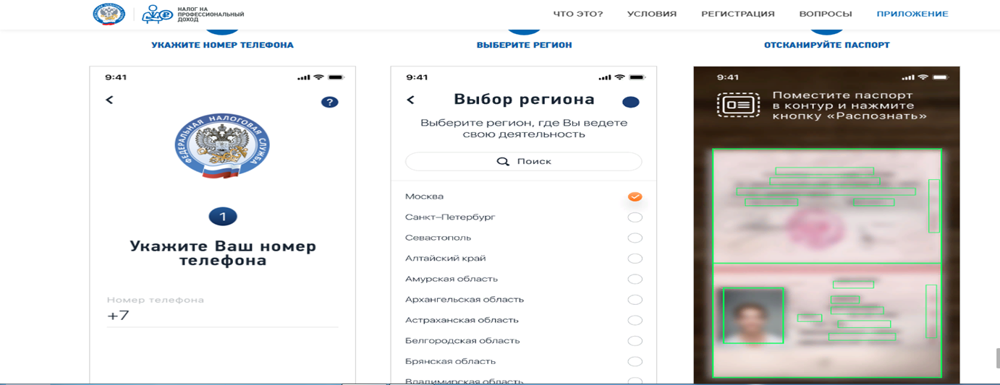 НАЛОГ НА
ПРОФЕССИОНАЛЬНЫЙ
ДОХОД
ЧТО ЭТО?
УСЛОВИЯ
РЕГИСТРАЦИЯ
ВОПРОСЫ
ПРИЛОЖЕНИЕ
УКАЖИТЕ НОМЕР ТЕЛЕФОНА
9:41
?
ФЕДЕРАЛЬНАЯ НАЛОГОВАЯ СЛУЖБА
1
Укажите Ваш номер
телефона
Номер телефона
+7
ВЫБЕРИТЕ РЕГИОН
9:41
Выбор региона
Выберите регион, где Вы ведете
свою деятельность
Поиск
Москва
Санкт–Петербург
Севастополь
Алтайский край
Амурская область
Архангельская область
Астраханская область
Белгородская область
Брянская область
Владимирская область
ОТСКАНИРУЙТЕ ПАСПОРТ
9:41
Поместите паспорт
в контур и нажмите
кнопку «Распознать»